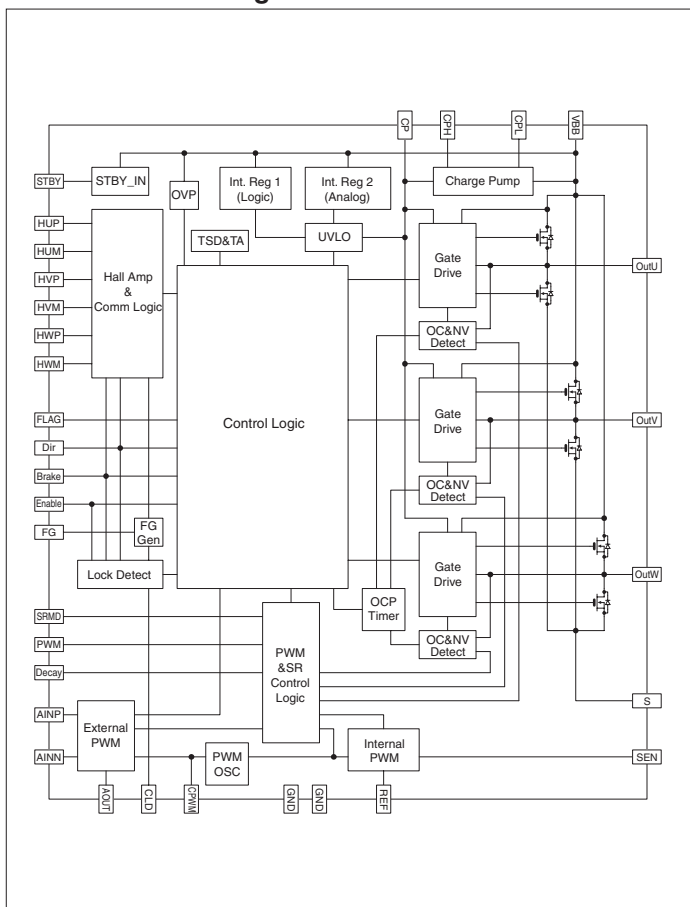 g
CP
CPH
CPL
VBB
STBY
STBY_IN
OVP
Int. Reg 1
(Logic)
Int. Reg 2
(Analog)
Charge Pump
HUP
HUM
HVP
HVM
HWP
HWM
Hall Amp
&
Comm Logic
TSD&TA
UVLO
Gate
Drive
OutU
OC&NV
Detect
FLAG
Dir
Brake
Enable
FG
Control Logic
Gate
Drive
OutV
OC&NV
Detect
FG
Gen
Lock Detect
Gate
Drive
OutW
OCP
Timer
OC&NV
Detect
SRMD
PWM
Decay
PWM
&SR
Control
Logic
AINP
AINN
External
PWM
PWM
OSC
Internal
PWM
S
SEN
AOUT
CLD
CPWM
GND
GND
REF